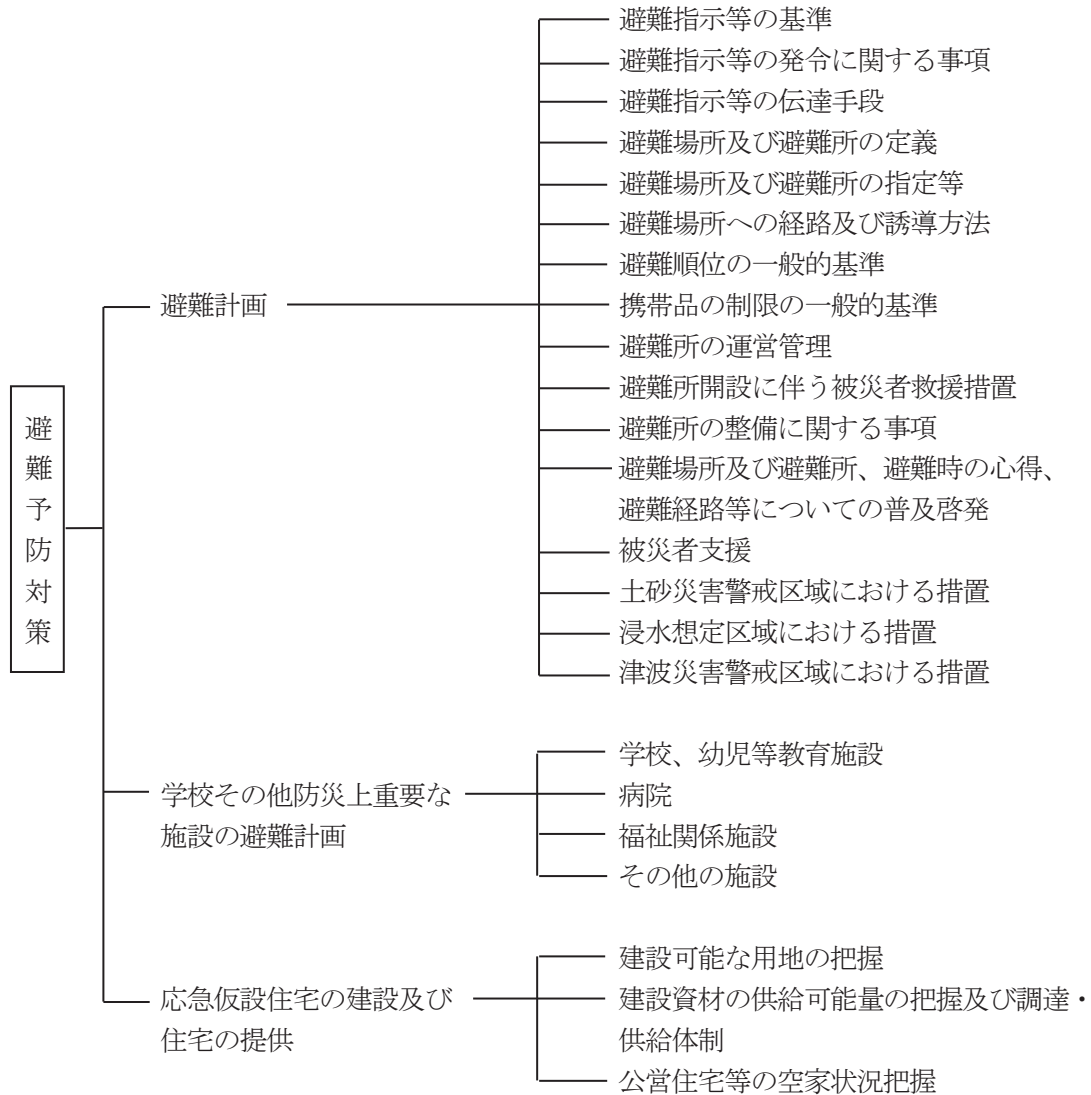 避難予防対策
避難計画
避難指示等の基準
避難指示等の発令に関する事項
避難指示等の伝達手段
避難場所及び避難所の定義
避難場所及び避難所の指定等
避難場所への経路及び誘導方法
避難順位の一般的基準
携帯品の制限の一般的基準
避難所の運営管理
避難所開設に伴う被災者救援措置
避難所の整備に関する事項
避難場所及び避難所、避難時の心得、
避難経路等についての普及啓発
被災者支援
土砂災害警戒区域における措置
浸水想定区域における措置
津波災害警戒区域における措置
学校その他防災上重要な
施設の避難計画
学校、幼児等教育施設
病院
福祉関係施設
その他の施設
応急仮設住宅の建設及び
住宅の提供
建設可能な用地の把握
建設資材の供給可能量の把握及び調達・
供給体制
公営住宅等の空家状況把握